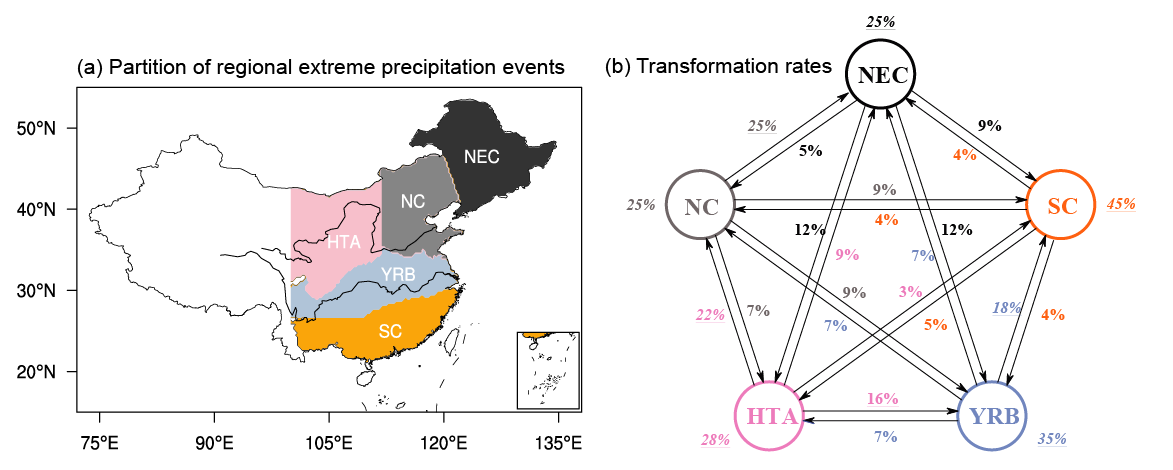 (a) Partition of regional extreme precipitation events
50°N
40°N
30°N
20°N
75°E
90°E
105°E
120°E
135°E
NEC
NC
HTA
YRB
SC
(b) Transformation rates
25%
NEC
25%
5%
9%
4%
25%
NC
9%
4%
SC
45%
12%
9%
12%
7%
22%
7%
9%
7%
3%
5%
18%
4%
HTA
28%
16%
7%
YRB
35%